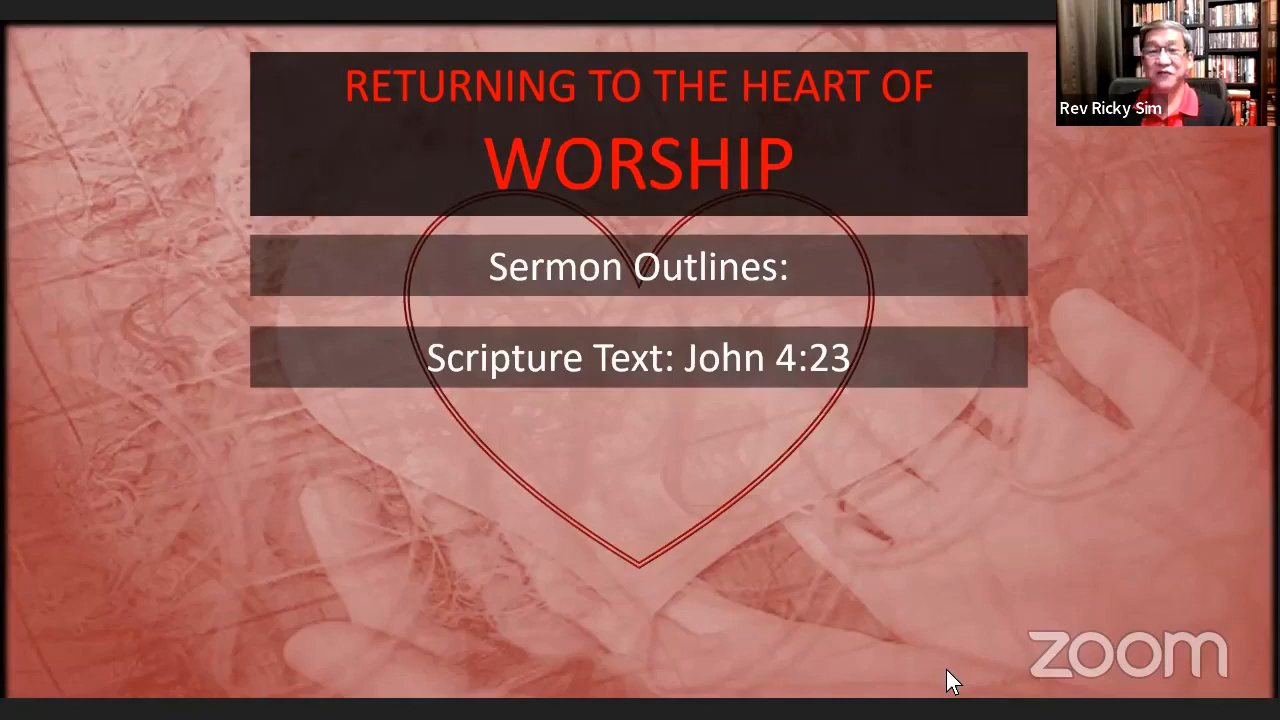 RETURNING TO THE HEART OF
WORSHIP
Rev Ricky Sim
Sermon Outlines:
Scripture Text: John 4:23
zoom